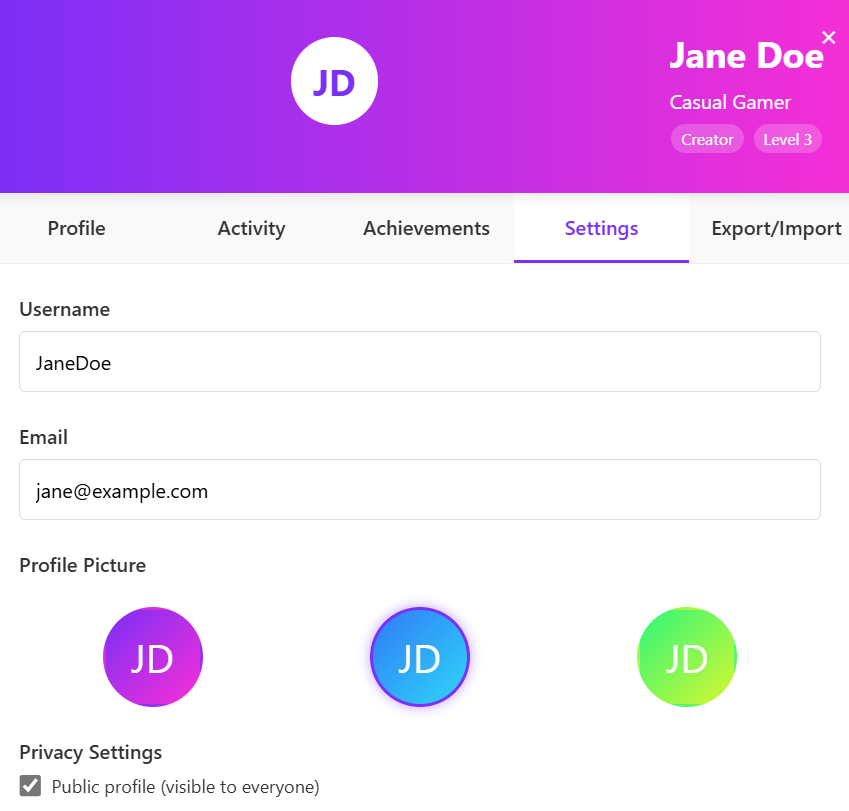 JD
Jane Doe
×
Casual Gamer
Creator Level 3
Profile Activity Achievements Settings Export/Import
Username
JaneDoe
Email
jane@example.com
Profile Picture
JD JD JD
Privacy Settings
Public profile (visible to everyone)